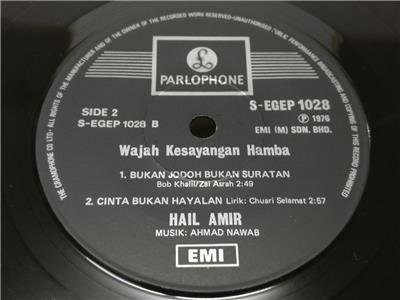 THE GRAMOPHONE CO LTD · ALL RIGHTS OF THE MANUFACTURER AND OF THE OWNER OF THE RECORDED WORK RESERVED UNAUTHORISED PUBLIC PERFORMANCE BROADCASTING AND COPYING OF THIS RECORD PROHIBITED
£
PARLOPHONE
SIDE 2
S-EGEP 1028 B
S-EGEP 1028
℗ 1976
EMI (M) SDN. BHD.
Wajah Kesayangan Hamba
1. BUKAN JODOH BUKAN SURATAN
Bob Khalil/Zai Asrah 2:49
2. CINTA BUKAN HAYALAN Lirik: Chuari Selamat 2:57
HAIL AMIR
MUSIK: AHMAD NAWAB
EMI